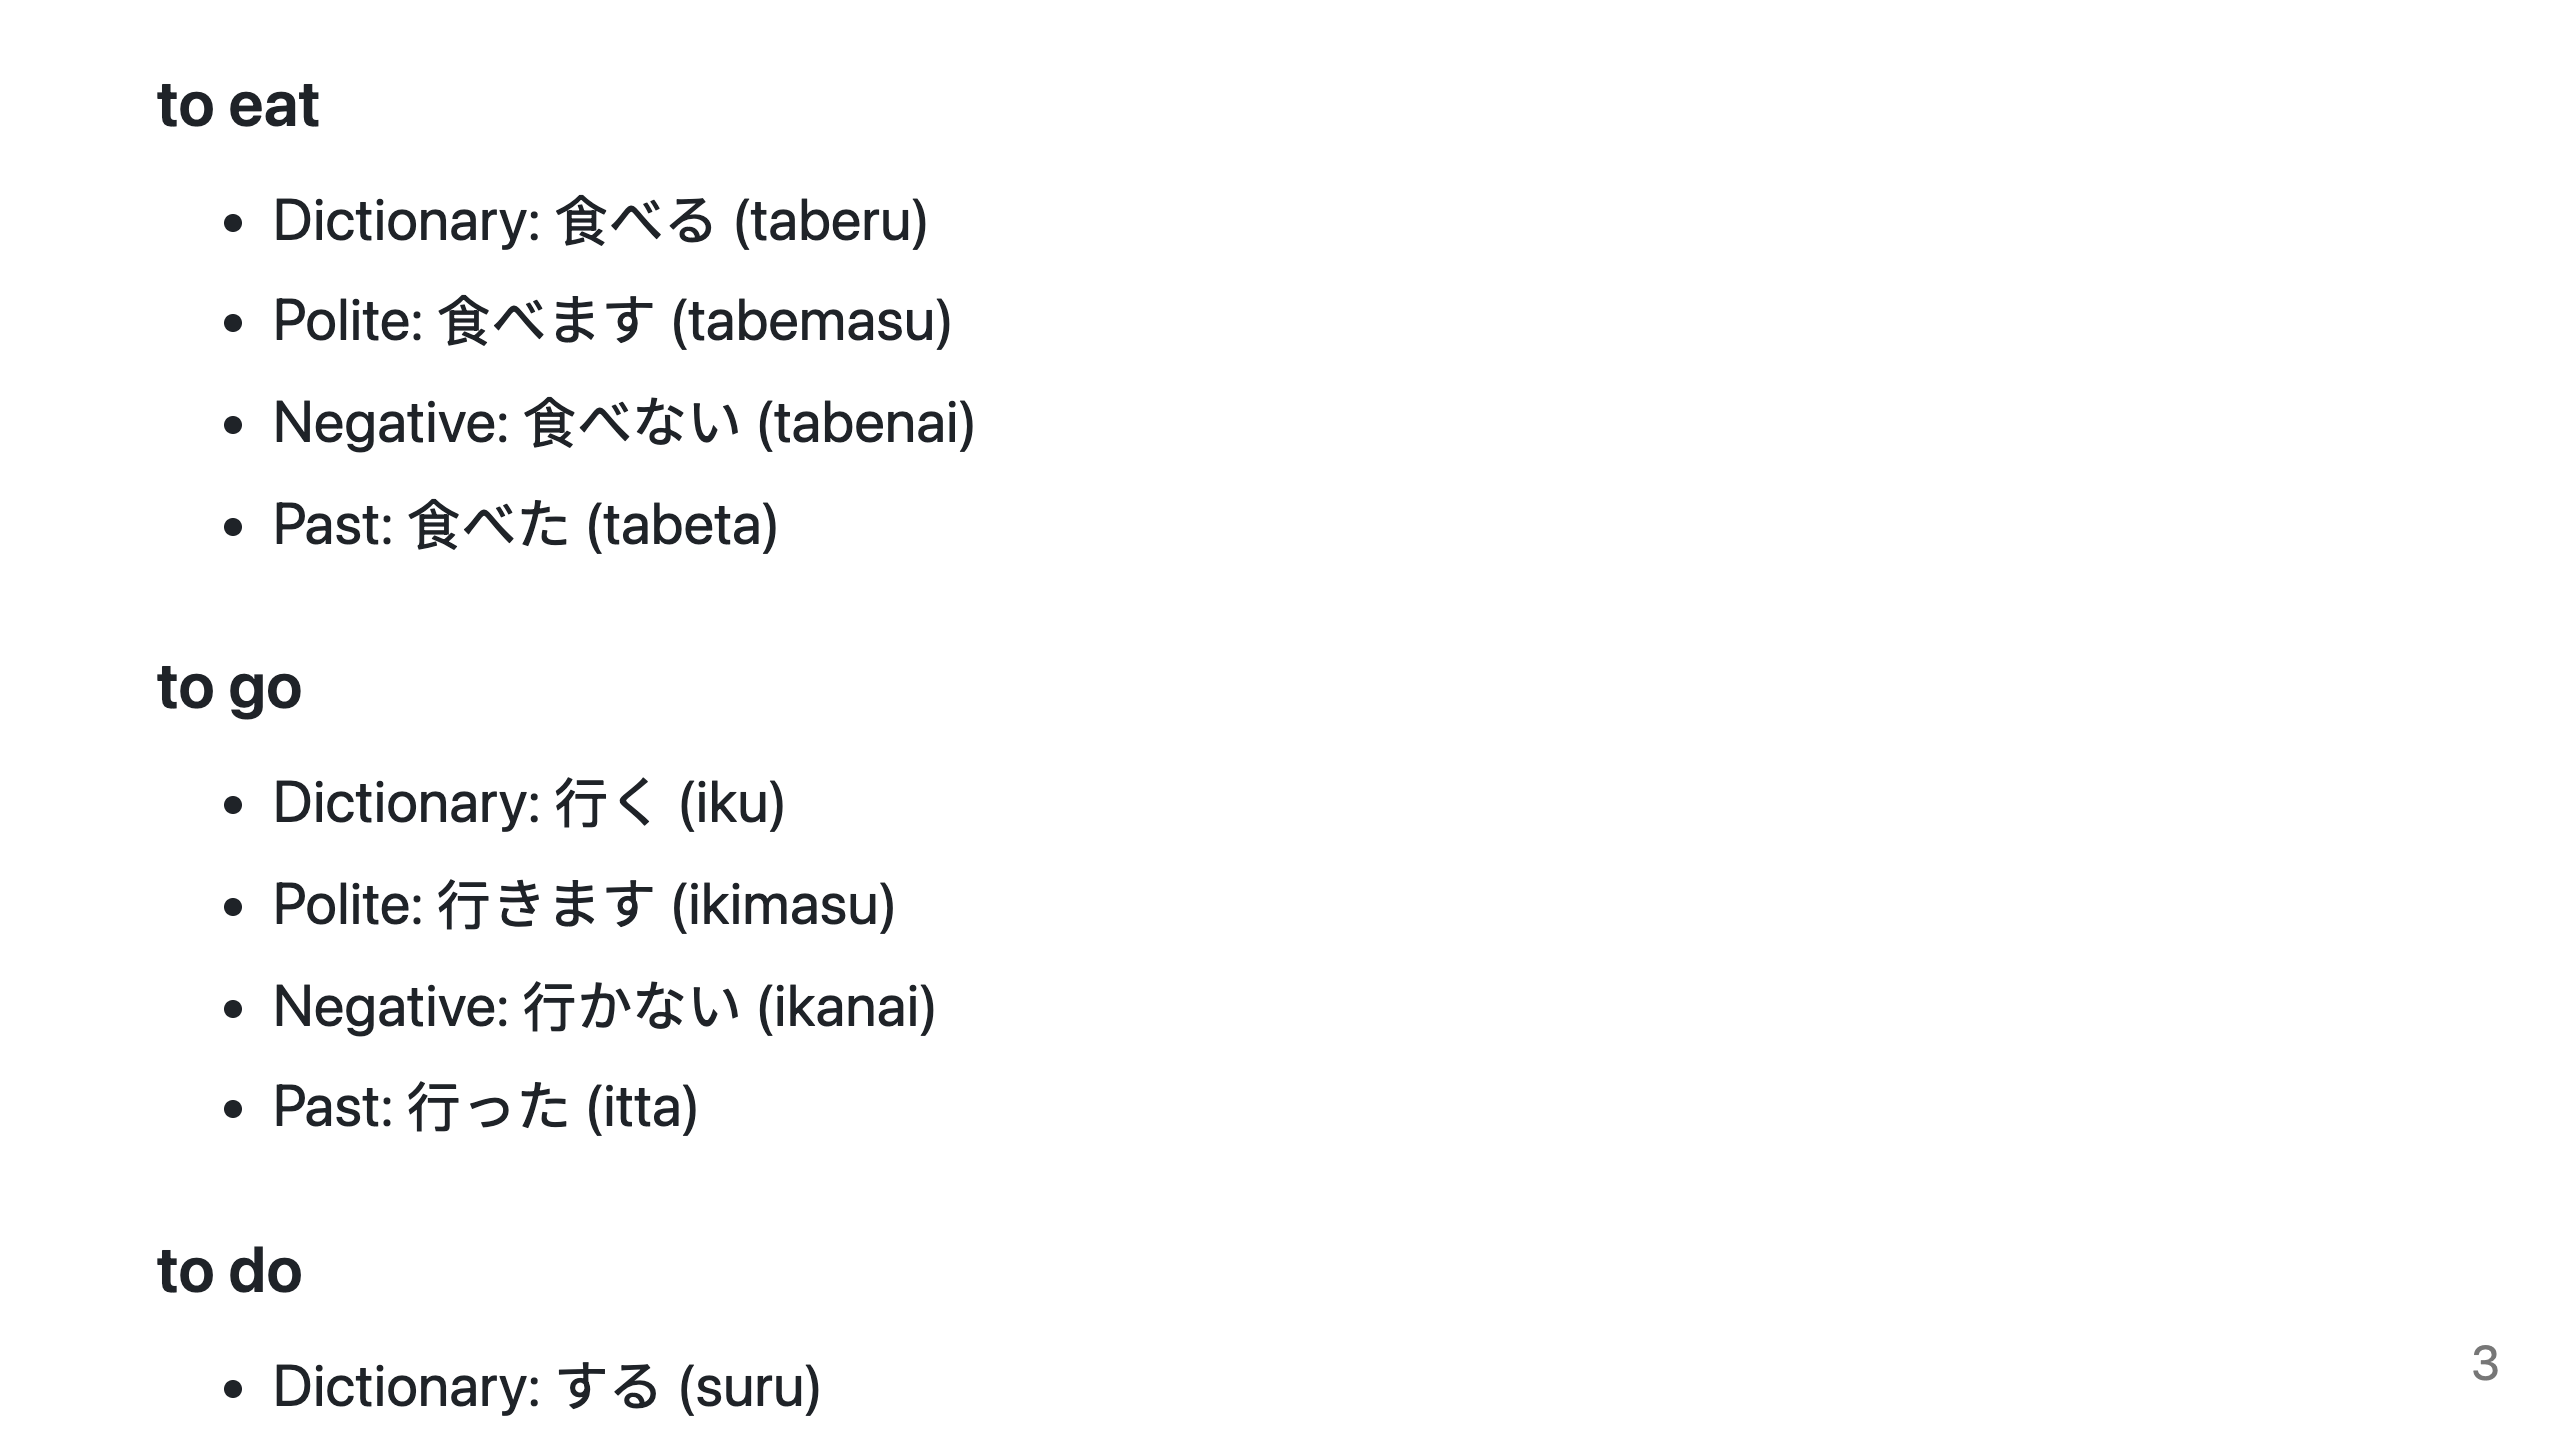 to eat
• Dictionary: 食べる (taberu)
• Polite: 食べます (tabemasu)
• Negative: 食べない (tabenai)
• Past: 食べた (tabeta)
to go
• Dictionary: 行く (iku)
• Polite: 行きます (ikimasu)
• Negative: 行かない (ikanai)
• Past: 行った (itta)
to do
• Dictionary: する (suru)
3